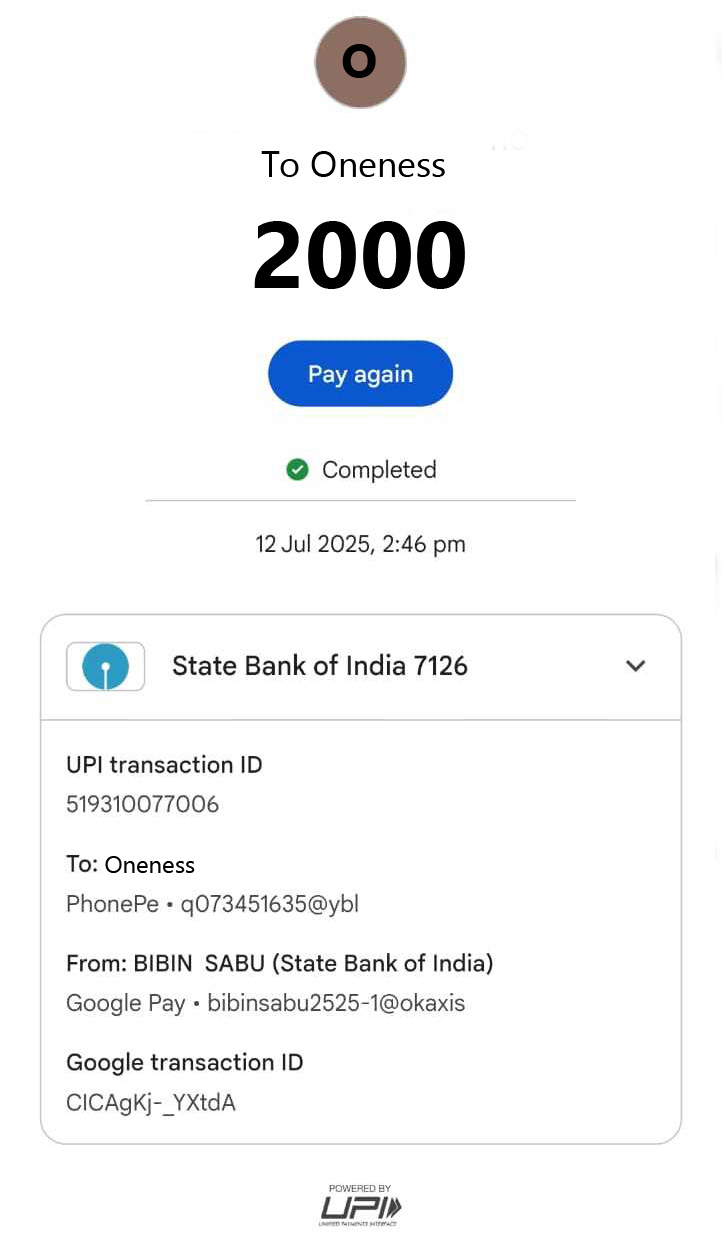 O
To Oneness
2000
Pay again
Completed
12 Jul 2025, 2:46 pm
State Bank of India 7126
UPI transaction ID
519310077006
To: Oneness
PhonePe • q073451635@ybl
From: BIBIN  SABU (State Bank of India)
Google Pay • bibinsabu2525-1@okaxis
Google transaction ID
CICAgKj-_YXtdA
POWERED BY
UPI
UNIFIED PAYMENTS INTERFACE